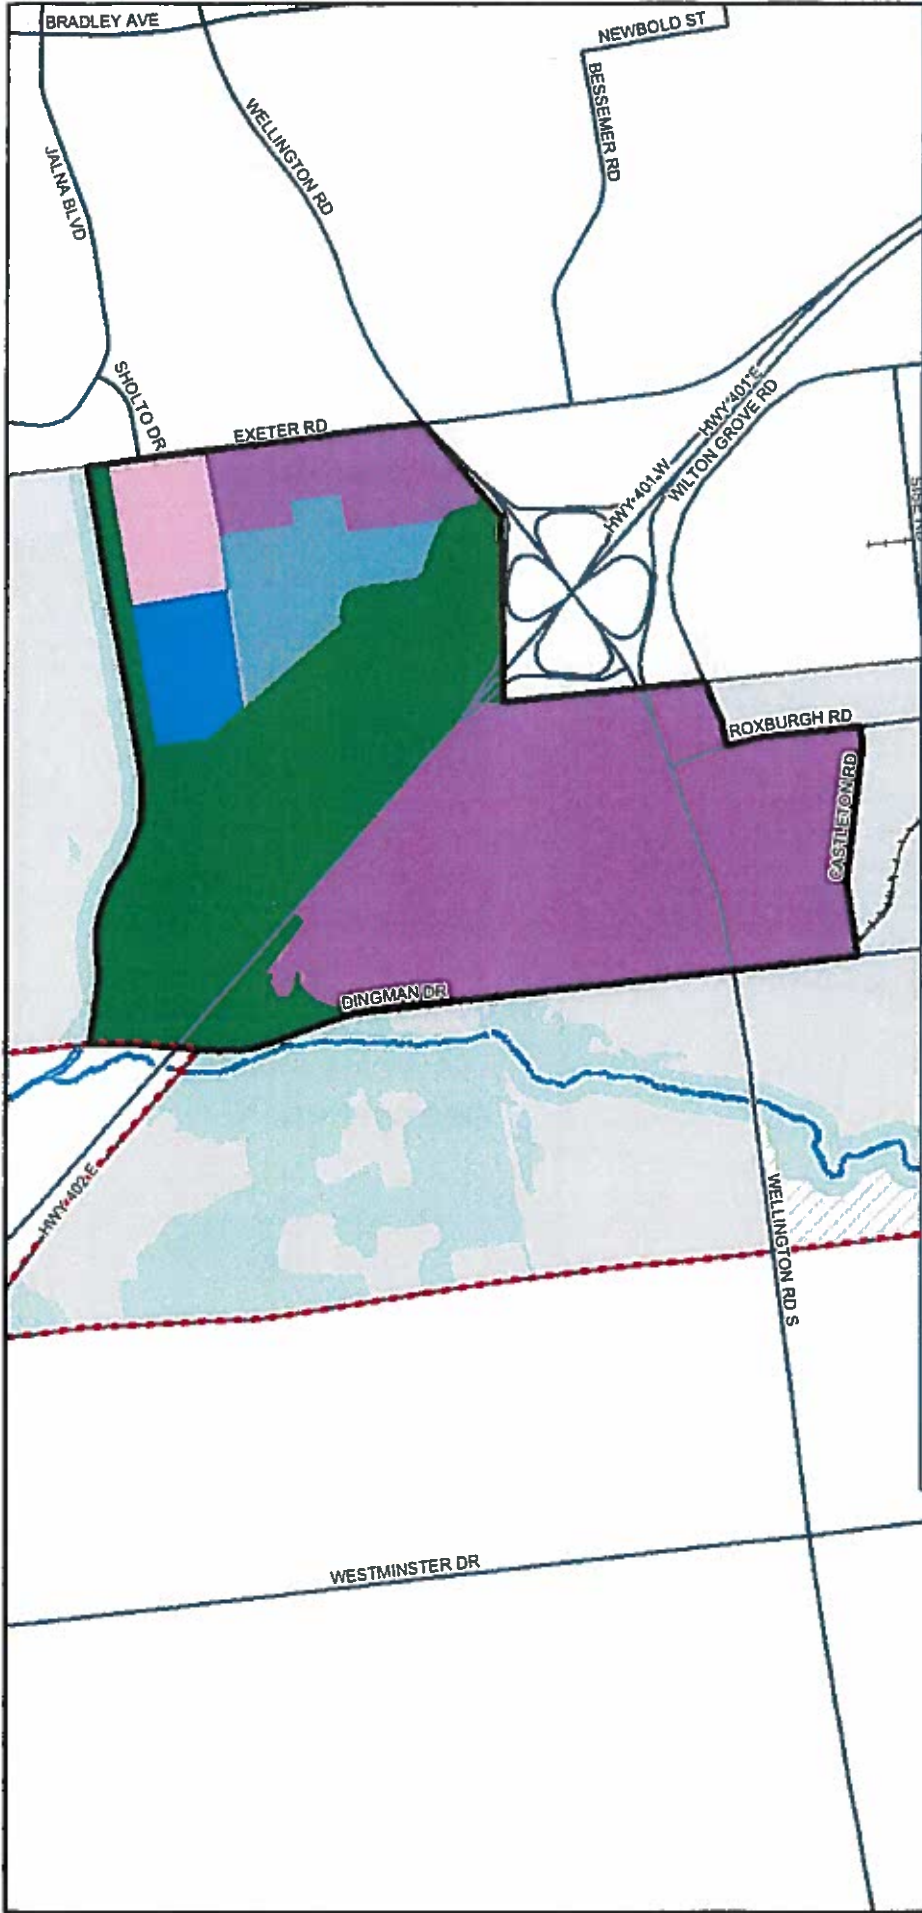 BRADLEY AVE
NEWBOLD ST
BESSEMER RD
WELLINGTON RD
JALNA BLVD
SHOLTO DR
EXETER RD
HWY 401 E
HWY 401 W
WILTON GROVE RD
ROXBURGH RD
CASTLETON RD
DINGMAN DR
HWY 402 E
WELLINGTON RD S
WESTMINSTER DR